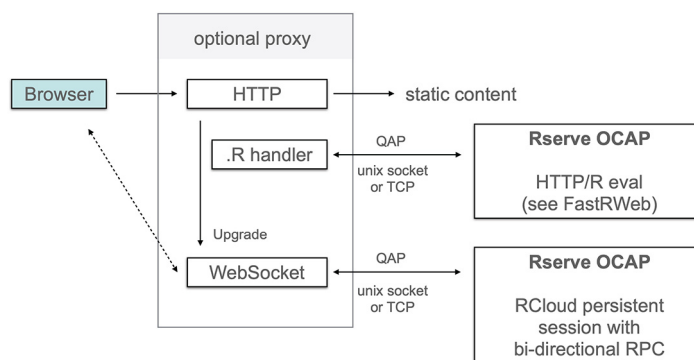 optional proxy
Browser
HTTP
static content
.R handler
QAP
unix socket
or TCP
Rserve OCAP
HTTP/R eval
(see FastRWeb)
Upgrade
WebSocket
QAP
unix socket
or TCP
Rserve OCAP
RCloud persistent
session with
bi-directional RPC